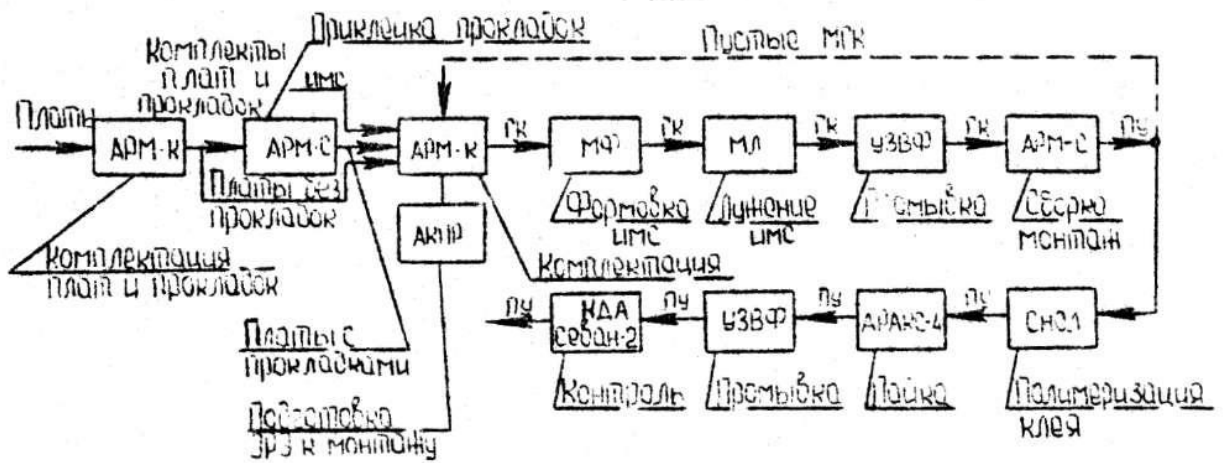 Приклейка прокладок
Комплекты
плат и
прокладок
имс
Пустые МГК
Платы
АРМ-К
АРМ-С
АРМ-К
ГК
МФ
ГК
МЛ
ГК
УЗВФ
ГК
АРМ-С
ПУ
Платы без
прокладок
АКПР
Формовка
имс
Лужение
имс
Промывка
Сборка
монтаж
Комплектация
плат и прокладок
Комплектация
ПУ
КДА
Севан-2
ПУ
УЗВФ
ПУ
АРАКС-4
ПУ
СНОЛ
Платы с
прокладками
Контроль
Промывка
Пайка
Полимеризация
клея
Подготовка
ЭРЭ к монтажу